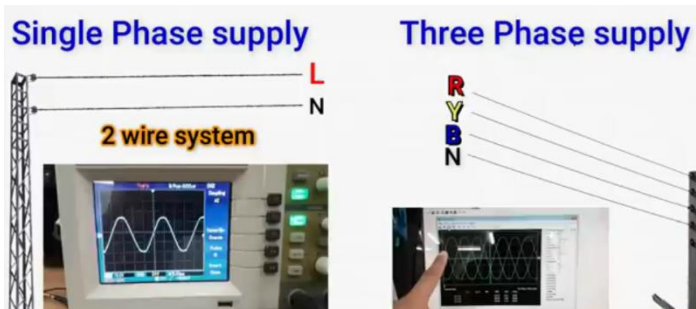 Single Phase supply
Three Phase supply
L
N
2 wire system
R
Y
B
N